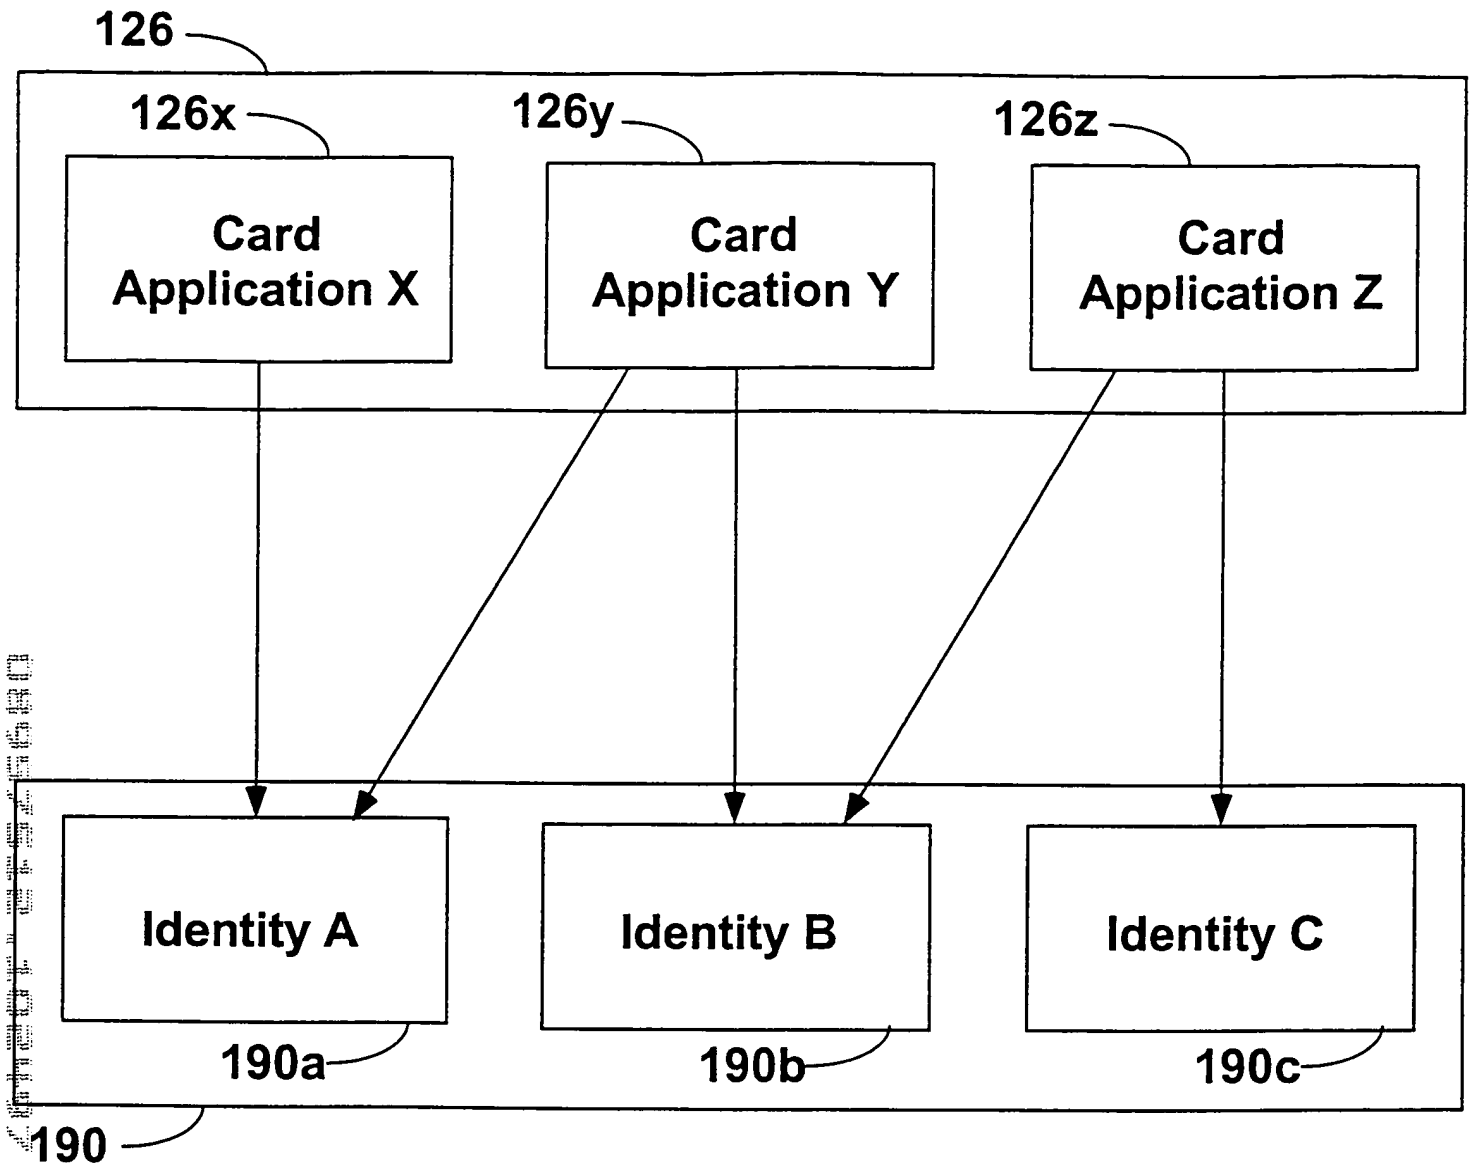 126
126x
126y
126z
Card
Application X
Card
Application Y
Card
Application Z
Identity A
Identity B
Identity C
190a
190b
190c
190